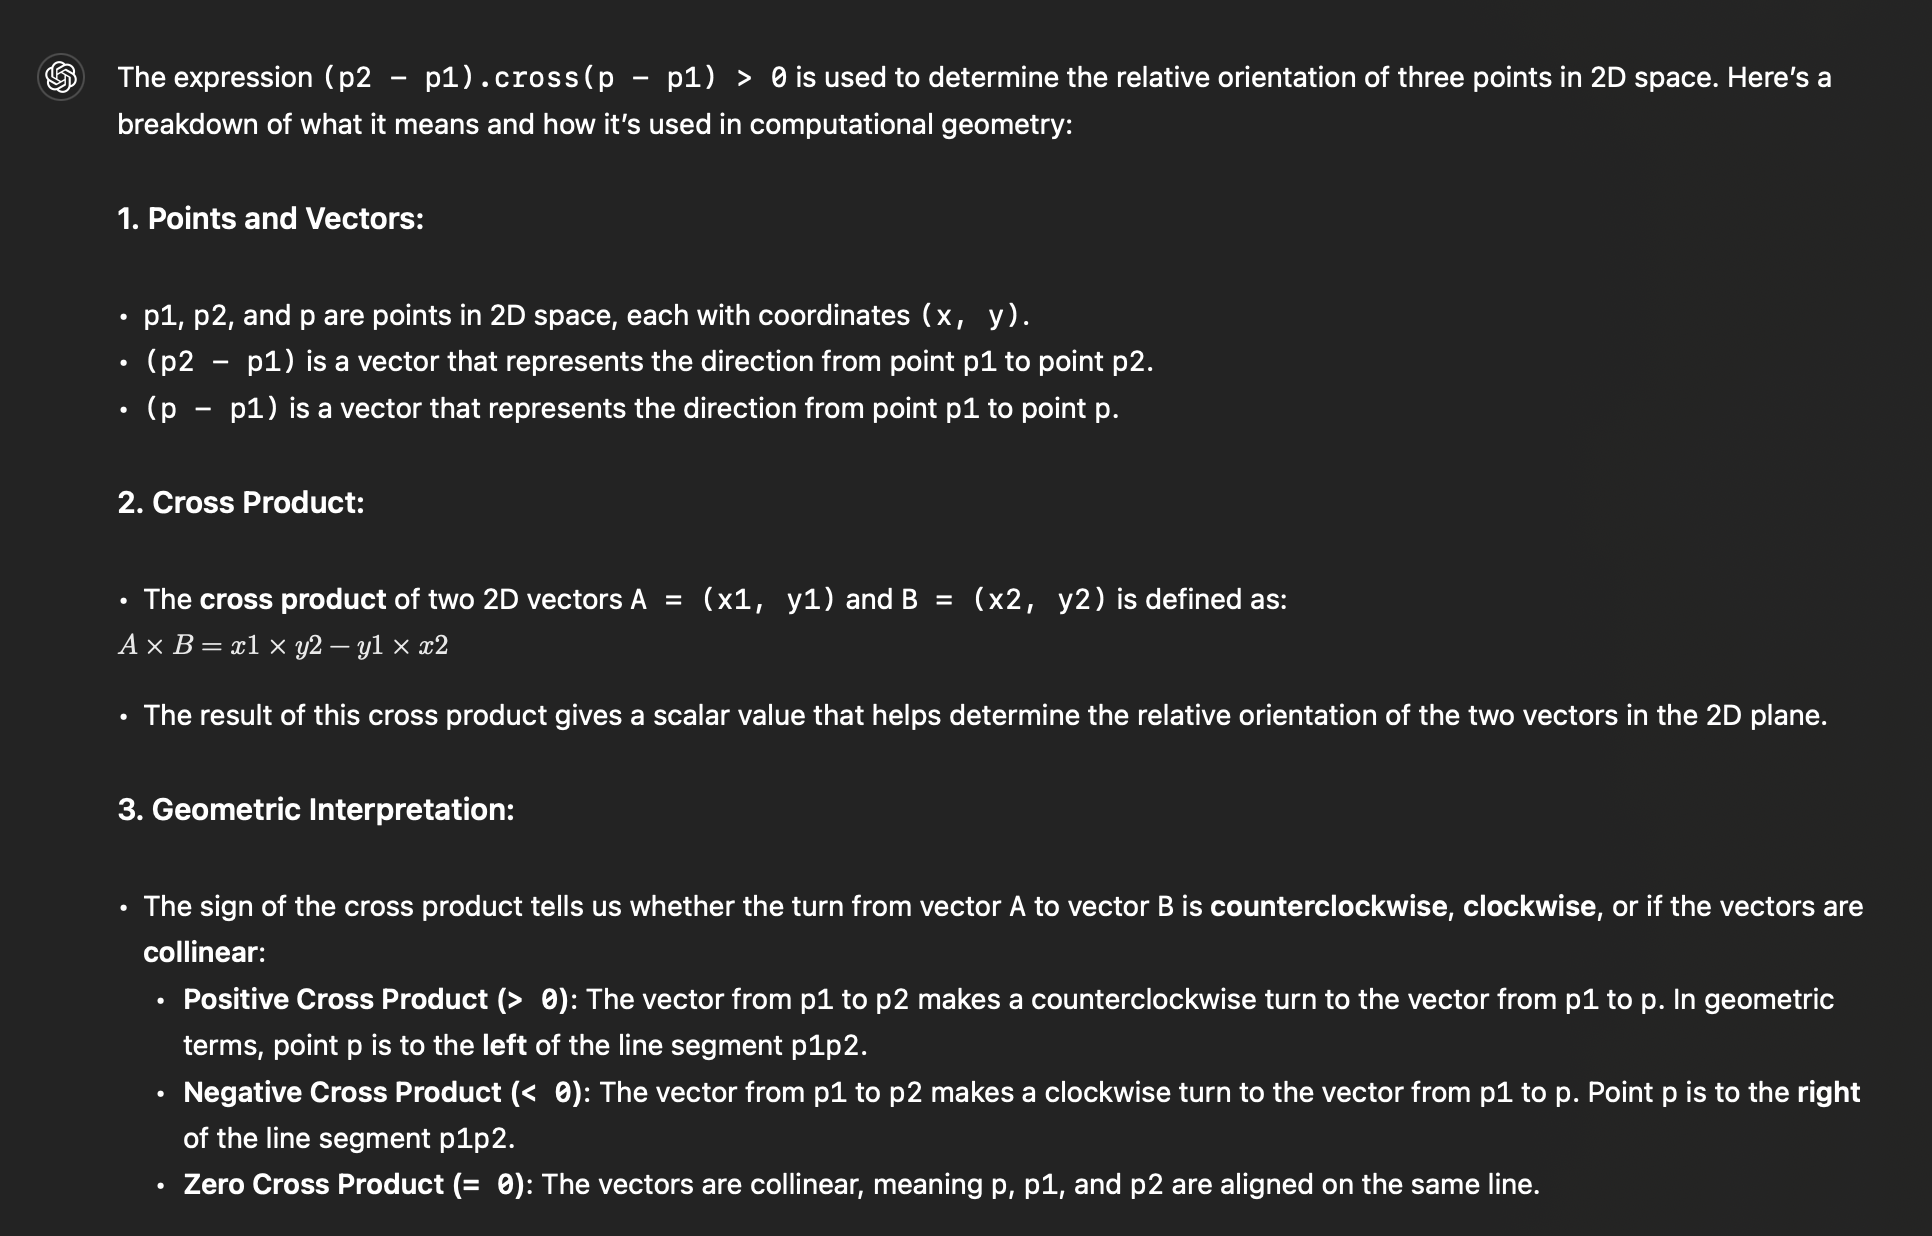 The expression (p2 - p1).cross(p - p1) > 0 is used to determine the relative orientation of three points in 2D space. Here's a
breakdown of what it means and how it's used in computational geometry:
1. Points and Vectors:
• p1, p2, and p are points in 2D space, each with coordinates (x, y).
• (p2 - p1) is a vector that represents the direction from point p1 to point p2.
• (p - p1) is a vector that represents the direction from point p1 to point p.
2. Cross Product:
• The cross product of two 2D vectors A = (x1, y1) and B = (x2, y2) is defined as:
A × B = x1 × y2 – y1 × x2
• The result of this cross product gives a scalar value that helps determine the relative orientation of the two vectors in the 2D plane.
3. Geometric Interpretation:
• The sign of the cross product tells us whether the turn from vector A to vector B is counterclockwise, clockwise, or if the vectors are
collinear:
• Positive Cross Product (> 0): The vector from p1 to p2 makes a counterclockwise turn to the vector from p1 to p. In geometric
terms, point p is to the left of the line segment p1p2.
• Negative Cross Product (< 0): The vector from p1 to p2 makes a clockwise turn to the vector from p1 to p. Point p is to the right
of the line segment p1p2.
• Zero Cross Product (= 0): The vectors are collinear, meaning p, p1, and p2 are aligned on the same line.